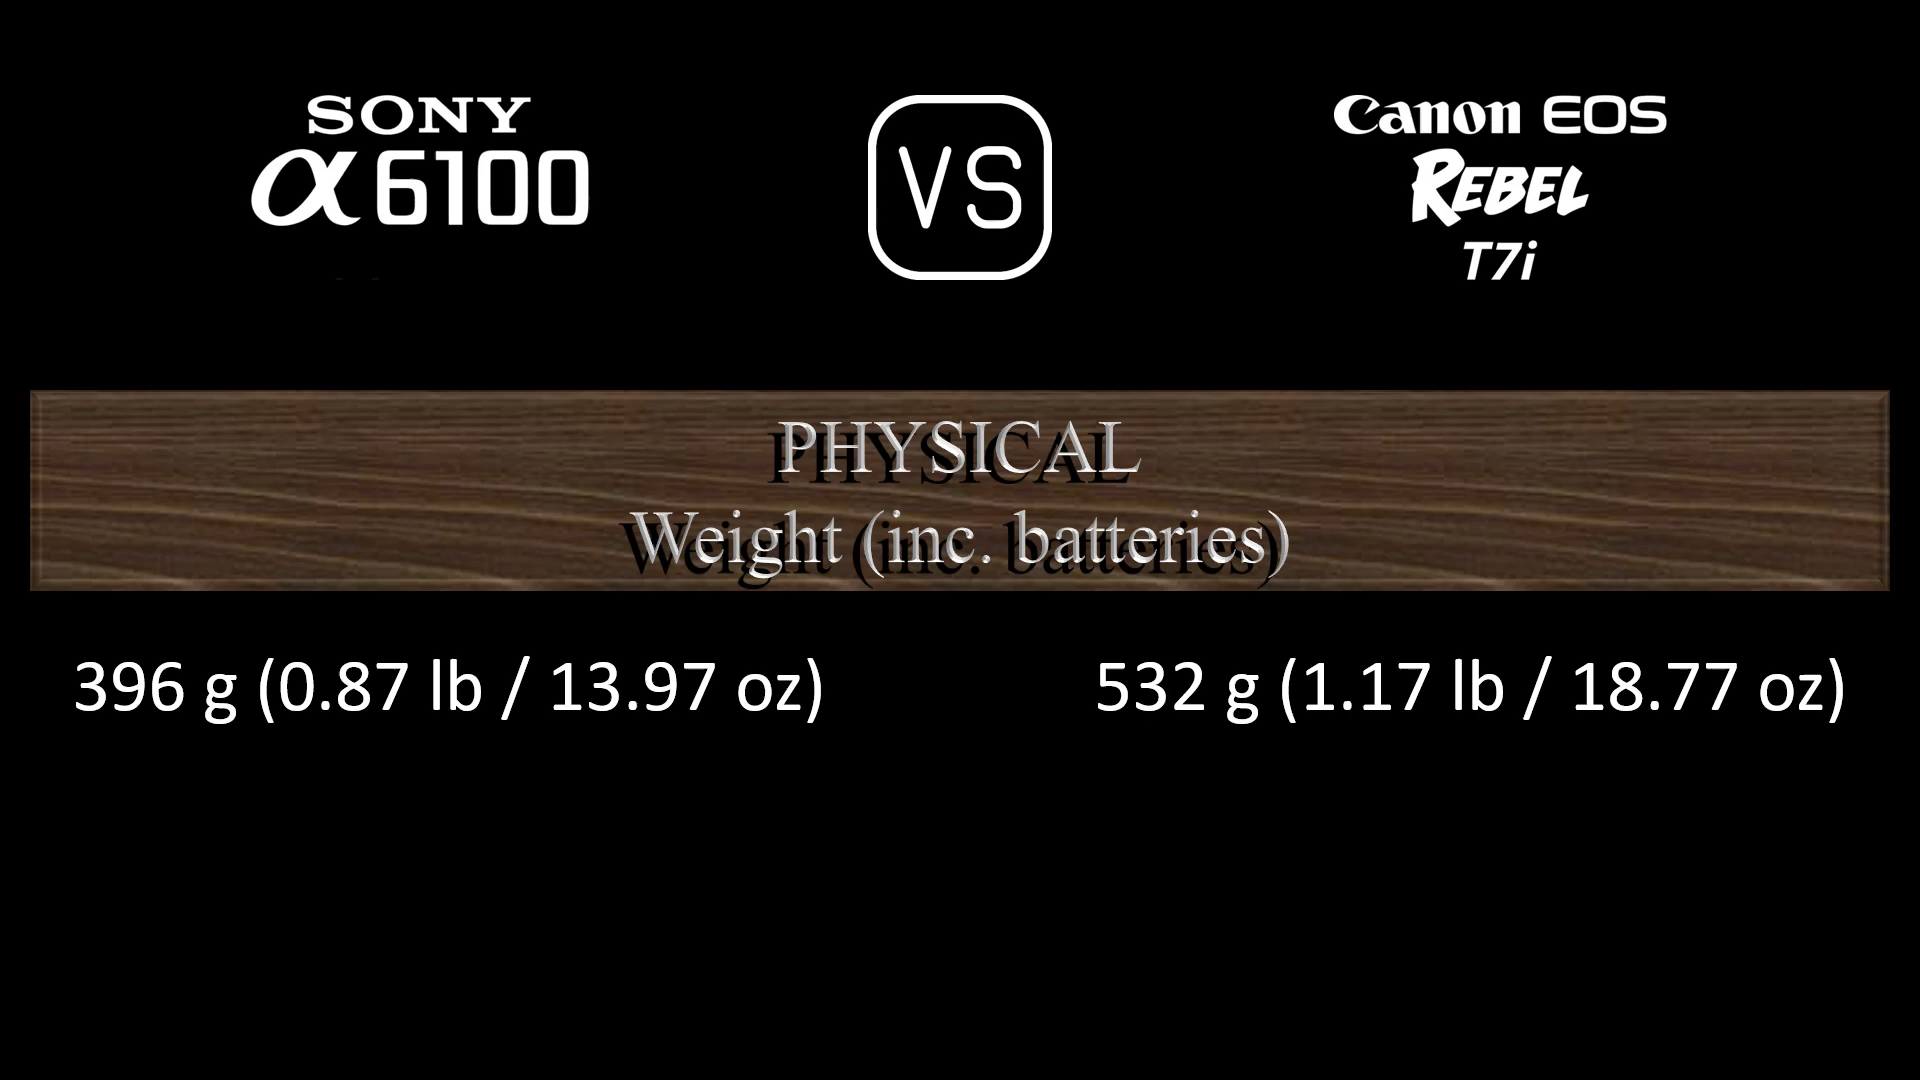 SONY
α6100
VS
Canon EOS
REBEL
T7i
PHYSICAL
Weight (inc. batteries)
396 g (0.87 lb / 13.97 oz)
532 g (1.17 lb / 18.77 oz)